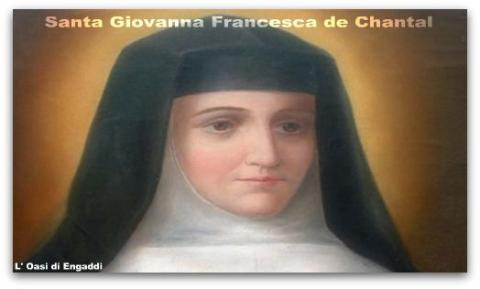 Santa Giovanna Francesca de Chantal
L' Oasi di Engaddi